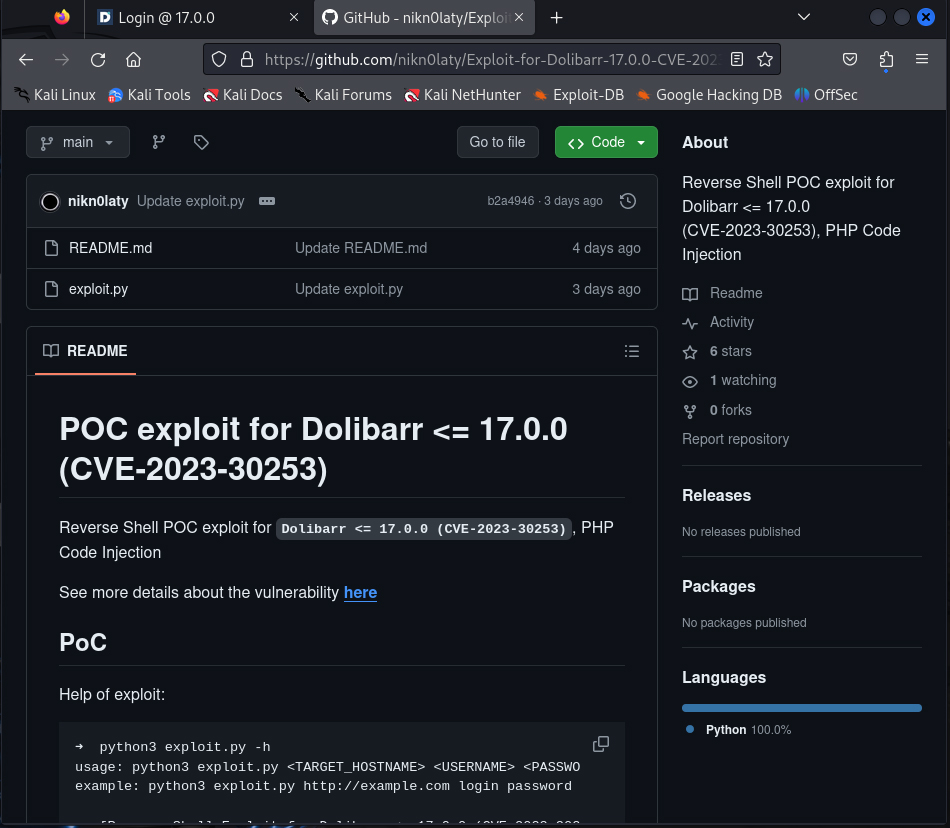 Login @ 17.0.0
GitHub - nikn0laty/Exploi
https://github.com/nikn0laty/Exploit-for-Dolibarr-17.0.0-CVE-202
Kali Linux
Kali Tools
Kali Docs
Kali Forums
Kali NetHunter
Exploit-DB
Google Hacking DB
OffSec
main
Go to file
Code
nikn0laty Update exploit.py
b2a4946 · 3 days ago
README.md Update README.md 4 days ago
exploit.py Update exploit.py 3 days ago
README
POC exploit for Dolibarr <= 17.0.0
(CVE-2023-30253)
Reverse Shell POC exploit for Dolibarr <= 17.0.0 (CVE-2023-30253), PHP
Code Injection
See more details about the vulnerability here
PoC
Help of exploit:
➜ python3 exploit.py -h
usage: python3 exploit.py <TARGET_HOSTNAME> <USERNAME> <PASSWO
example: python3 exploit.py http://example.com login password
About
Reverse Shell POC exploit for
Dolibarr <= 17.0.0
(CVE-2023-30253), PHP Code
Injection
Readme
Activity
6 stars
1 watching
0 forks
Report repository
Releases
No releases published
Packages
No packages published
Languages
Python 100.0%